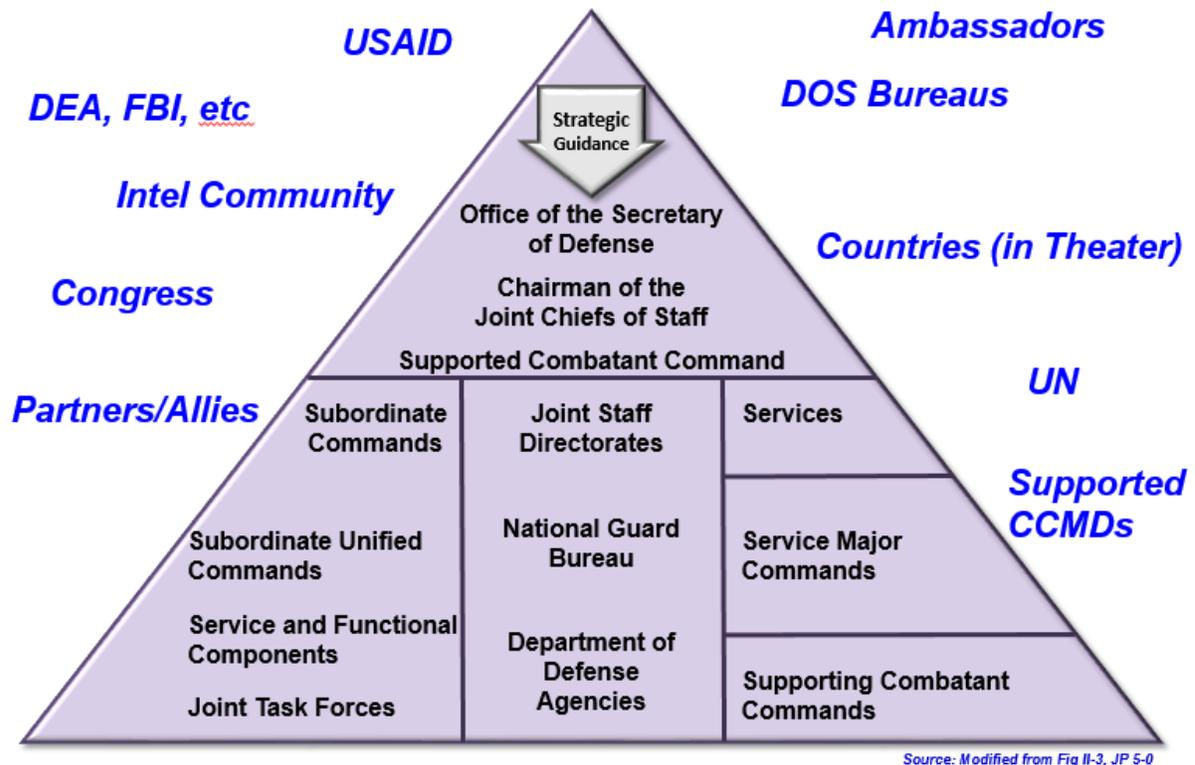 USAID
Ambassadors
DEA, FBI, etc
DOS Bureaus
Strategic
Guidance
Intel Community
Office of the Secretary
of Defense
Countries (in Theater)
Congress
Chairman of the
Joint Chiefs of Staff
Supported Combatant Command
UN
Partners/Allies
Subordinate
Commands
Joint Staff
Directorates
Services
Supported
CCMDs
Subordinate Unified
Commands
National Guard
Bureau
Service Major
Commands
Service and Functional
Components
Department of
Defense
Agencies
Joint Task Forces
Supporting Combatant
Commands
Source: Modified from Fig II-3, JP 5-0